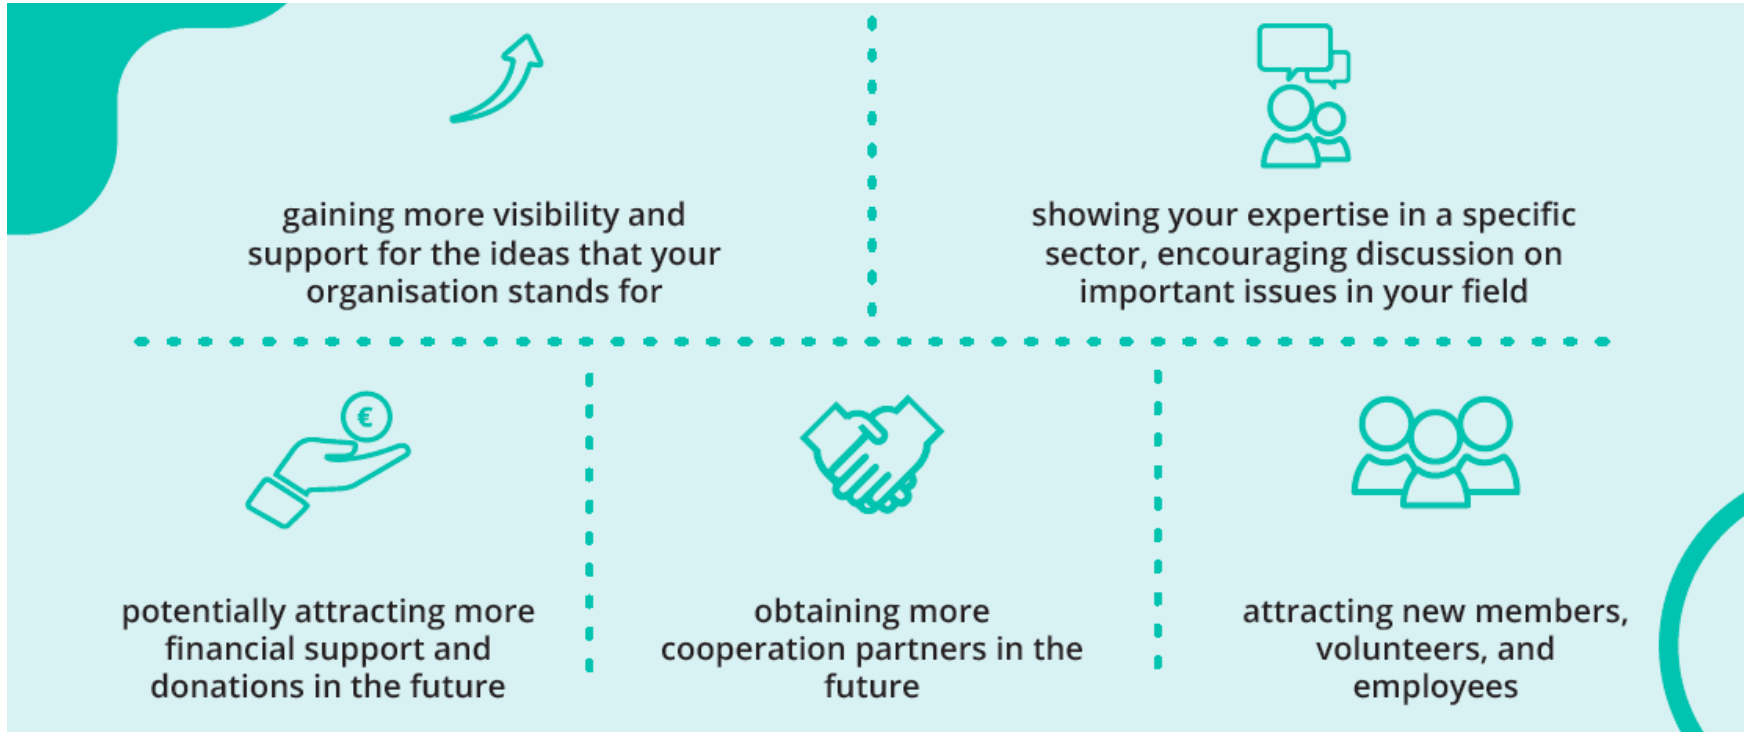 gaining more visibility and
support for the ideas that your
organisation stands for
showing your expertise in a specific
sector, encouraging discussion on
important issues in your field
€
potentially attracting more
financial support and
donations in the future
obtaining more
cooperation partners in the
future
attracting new members,
volunteers, and
employees